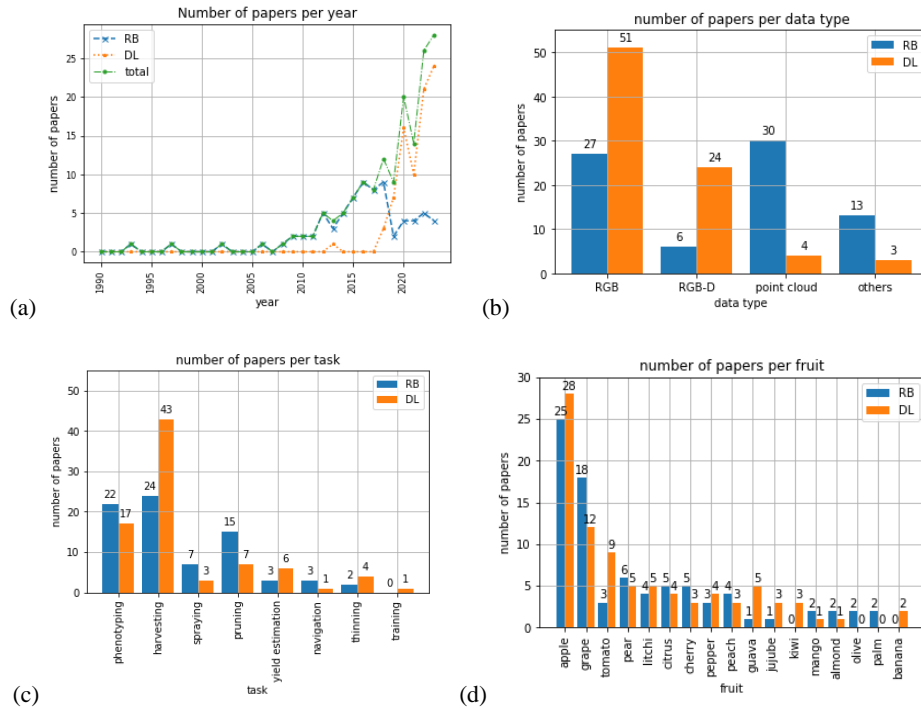 Number of papers per year
RB
DL
total
number of papers
25
20
15
10
5
0
1990
1995
2000
2005
2010
2015
2020
year
(a)
number of papers per data type
RB
DL
number of papers
50
40
30
20
10
0
27
51
6
24
30
4
13
3
RGB
RGB-D
point cloud
others
data type
(b)
number of papers per task
RB
DL
number of papers
50
40
30
20
10
0
22
17
24
43
7
3
15
7
3
6
3
1
2
4
0
1
phenotyping
harvesting
spraying
pruning
yield estimation
navigation
thinning
training
task
(c)
number of papers per fruit
RB
DL
number of papers
30
25
20
15
10
5
0
25
28
18
12
3
9
6
5
4
5
5
4
5
3
3
4
4
3
1
5
1
3
0
3
2
1
2
1
2
0
2
0
0
2
apple
grape
tomato
pear
litchi
citrus
cherry
pepper
peach
guava
jujube
kiwi
mango
almond
olive
palm
banana
fruit
(d)